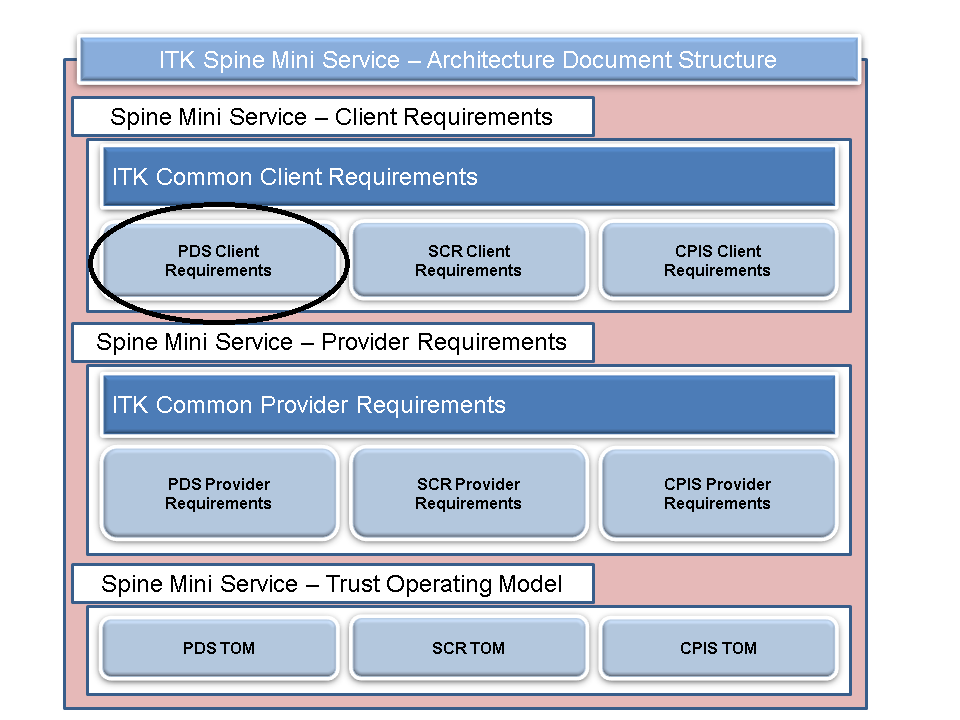 ITK Spine Mini Service – Architecture Document Structure
Spine Mini Service – Client Requirements
ITK Common Client Requirements
PDS Client
Requirements
SCR Client
Requirements
CPIS Client
Requirements
Spine Mini Service – Provider Requirements
ITK Common Provider Requirements
PDS Provider
Requirements
SCR Provider
Requirements
CPIS Provider
Requirements
Spine Mini Service – Trust Operating Model
PDS TOM
SCR TOM
CPIS TOM